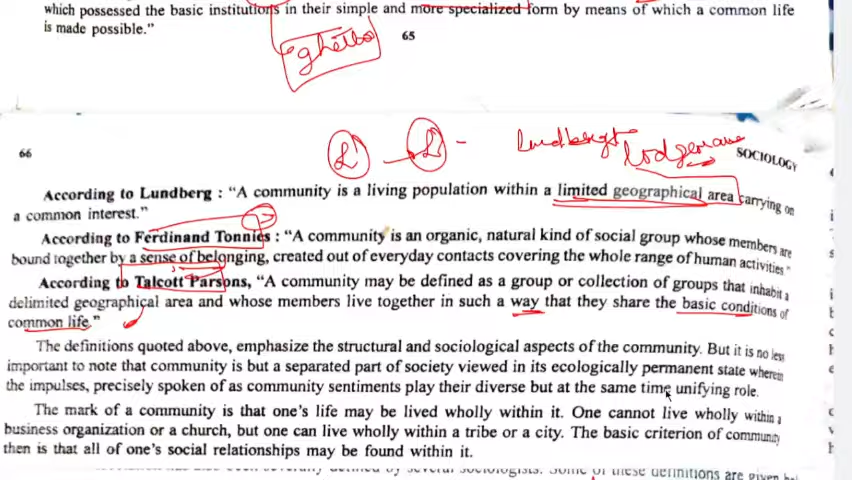 which possessed the basic institutions in their simple and more specialized form by means of which a common life
is made possible."
65
ghetto
66
L L
Lundbergs
SOCIOLOGY
According to Lundberg : "A community is a living population within a limited geographical area carrying on
a common interest."
According to Ferdinand Tonnies : "A community is an organic, natural kind of social group whose members are
bound together by a sense of belonging, created out of everyday contacts covering the whole range of human activities"
According to Talcott Parsons, "A community may be defined as a group or collection of groups that inhabit a
delimited geographical area and whose members live together in such a way that they share the basic conditions of
common life."
The definitions quoted above, emphasize the structural and sociological aspects of the community. But it is no less
important to note that community is but a separated part of society viewed in its ecologically permanent state wherein
the impulses, precisely spoken of as community sentiments play their diverse but at the same time unifying role.
The mark of a community is that one's life may be lived wholly within it. One cannot live wholly within a
business organization or a church, but one can live wholly within a tribe or a city. The basic criterion of community
then is that all of one's social relationships may be found within it.
by several sociologists. Some of these definitions are given